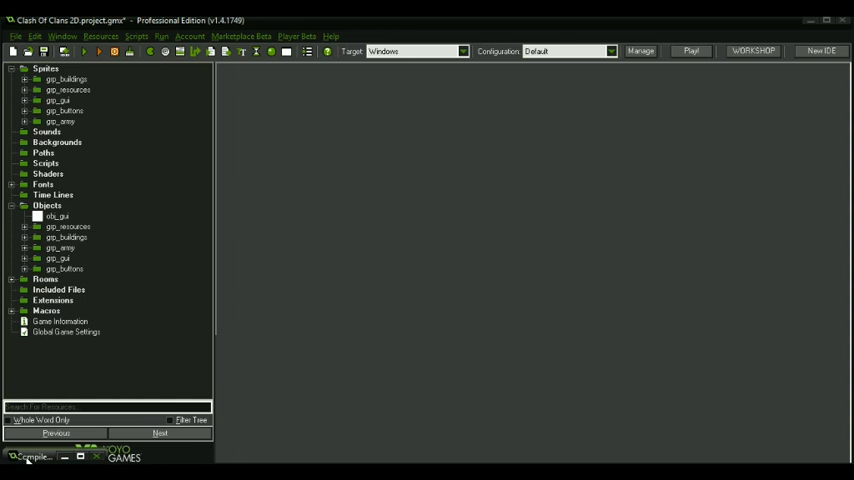 Clash Of Clans 2D.project.gmx* - Professional Edition (v1.4.1749)
File Edit Window Resources Scripts Run Account Marketplace Beta Player Beta Help
Target: Windows Configuration: Default Manage Play! WORKSHOP New IDE
Sprites
grp_buildings
grp_resources
grp_gui
grp_buttons
grp_army
Sounds
Backgrounds
Paths
Scripts
Shaders
Fonts
Time Lines
Objects
obj_gui
grp_resources
grp_buildings
grp_army
grp_gui
grp_buttons
Rooms
Included Files
Extensions
Macros
Game Information
Global Game Settings
Search For Resources
Whole Word Only Filter Tree
Previous Next
Compile... YOYO
GAMES